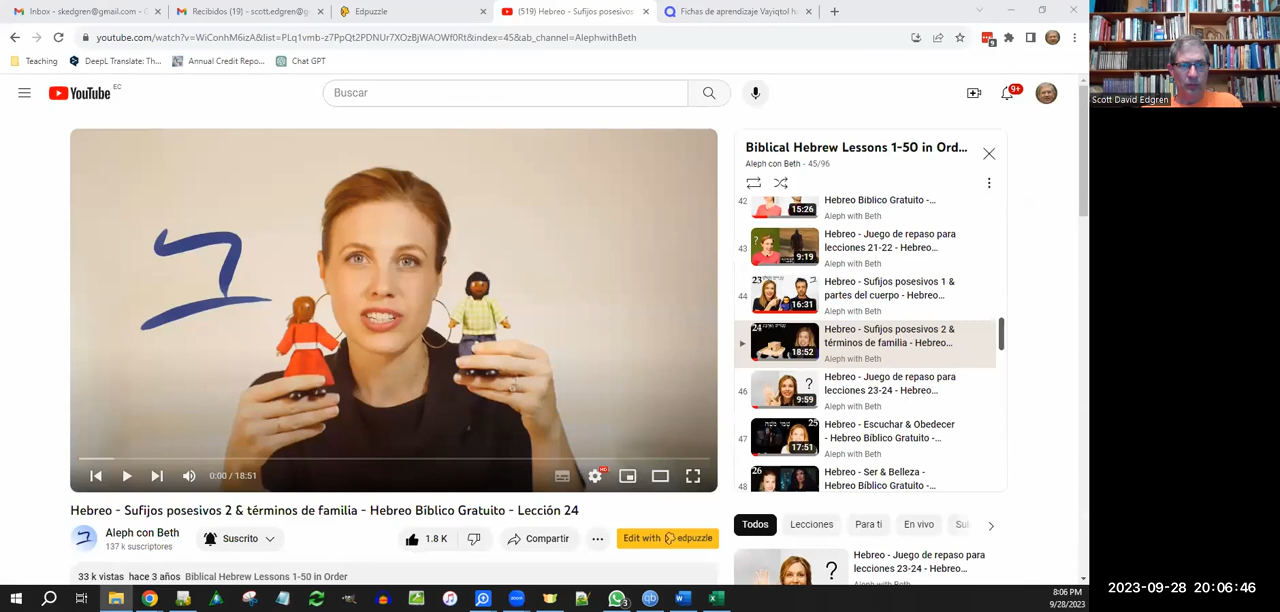 Inbox - skedgren@gmail.com - G
Recibidos (19) - scott.edgren@g
Edpuzzle
(519) Hebreo - Sufijos posesivos
Fichas de aprendizaje Vayiqtol h
youtube.com/watch?v=WiConhM6izA&list=PLq1vmb-z7PpQt2PDNUr7XOzBjWAOWf0Rt&index=45&ab_channel=AlephwithBeth
Teaching
DeepL Translate: Th...
Annual Credit Repo...
Chat GPT
YouTube EC
Buscar
9+
Scott David Edgren
Biblical Hebrew Lessons 1-50 in Ord...
Aleph con Beth - 45/96
42
15:26
Hebreo Bíblico Gratuito -...
Aleph with Beth
43
9:19
Hebreo - Juego de repaso para
lecciones 21-22 - Hebreo...
Aleph with Beth
44
23
16:31
Hebreo - Sufijos posesivos 1 &
partes del cuerpo - Hebreo...
Aleph with Beth
24
18:52
Hebreo - Sufijos posesivos 2 &
términos de familia - Hebreo...
Aleph with Beth
46
?
9:59
Hebreo - Juego de repaso para
lecciones 23-24 - Hebreo...
Aleph with Beth
47
25
17:51
Hebreo - Escuchar & Obedecer
- Hebreo Bíblico Gratuito -...
Aleph with Beth
48
26
Hebreo - Ser & Belleza -
Hebreo Bíblico Gratuito -...
0:00 / 18:51
HD
Hebreo - Sufijos posesivos 2 & términos de familia - Hebreo Bíblico Gratuito - Lección 24
Aleph con Beth
137 k suscriptores
Suscrito
1.8 K
Compartir
Edit with edpuzzle
Todos
Lecciones
Para ti
En vivo
?
Hebreo - Juego de repaso para
lecciones 23-24 - Hebreo...
33 k vistas hace 3 años Biblical Hebrew Lessons 1-50 in Order
8:06 PM
9/28/2023
2023-09-28 20:06:46